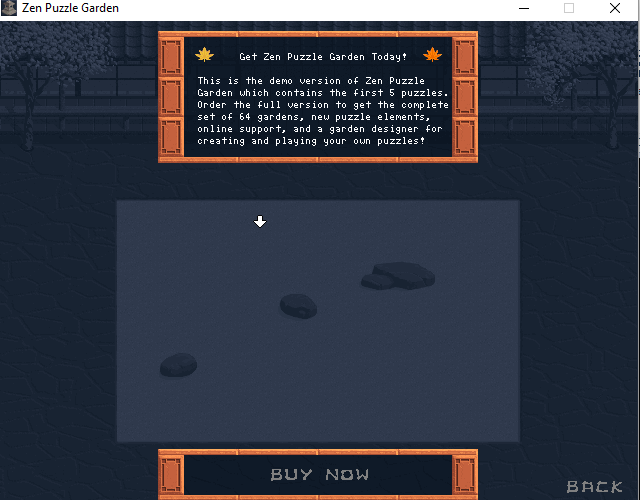 Zen Puzzle Garden
Get Zen Puzzle Garden Today!
This is the demo version of Zen Puzzle
Garden which contains the first 5 puzzles.
Order the full version to get the complete
set of 64 gardens, new puzzle elements,
online support, and a garden designer for
creating and playing your own puzzles!
BUY NOW
BACK